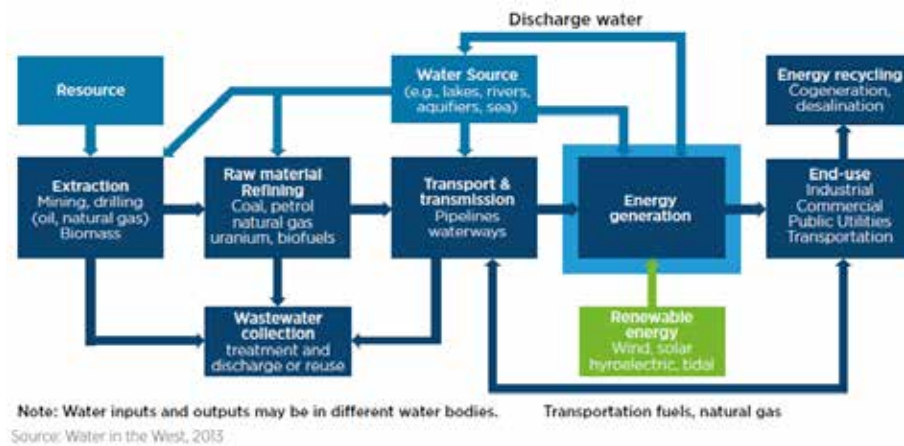 Discharge water
Resource
Water Source
(e.g., lakes, rivers,
aquifiers, sea)
Energy recycling
Cogeneration,
desalination
Extraction
Mining, drilling
(oil, natural gas)
Biomass
Raw material
Refining
Coal, petrol
natural gas
uranium, biofuels
Transport &
transmission
Pipelines
waterways
Energy
generation
End-use
Industrial
Commercial
Public Utilities
Transportation
Wastewater
collection
treatment and
discharge or reuse
Renewable
energy
Wind, solar
hyroelectric, tidal
Note: Water inputs and outputs may be in different water bodies.
Transportation fuels, natural gas
Source: Water in the West, 2013